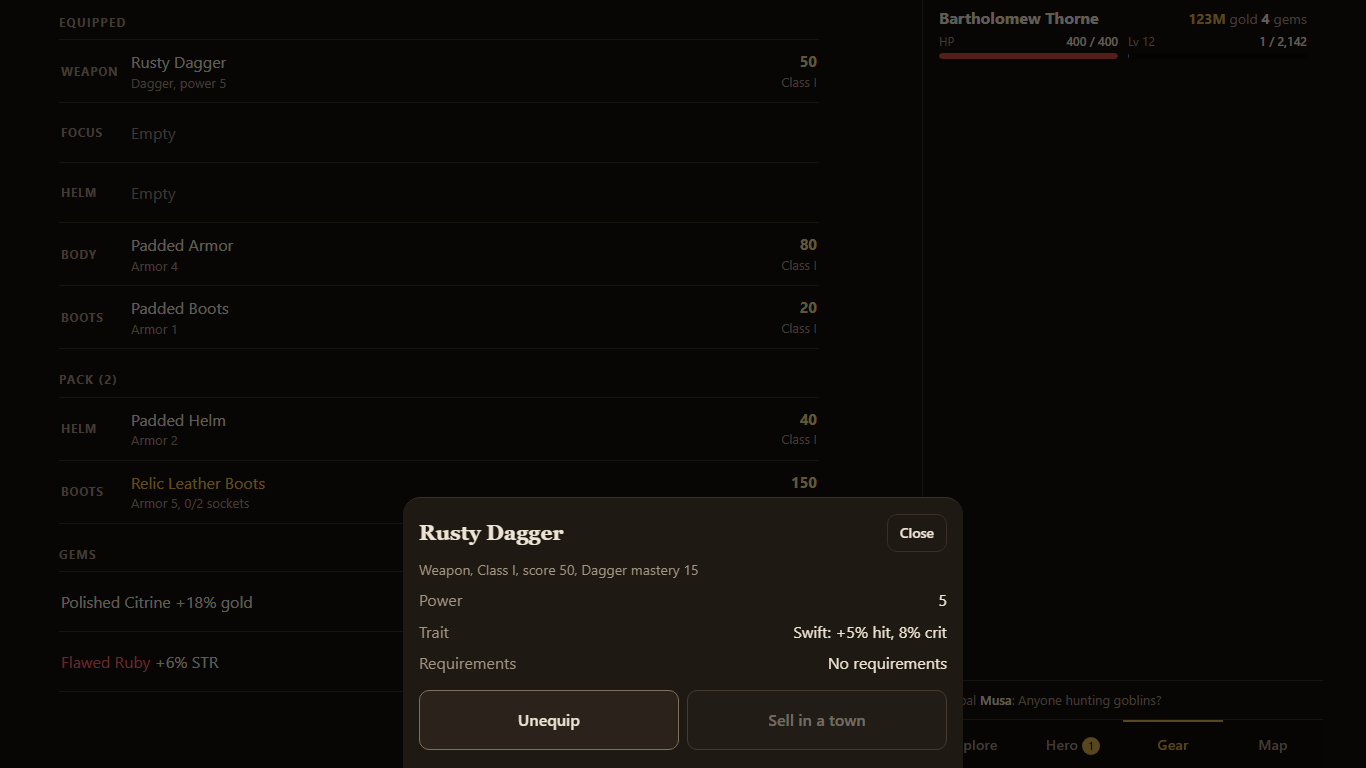 EQUIPPED
WEAPON Rusty Dagger 50
Dagger, power 5 Class I
FOCUS Empty
HELM Empty
BODY Padded Armor 80
Armor 4 Class I
BOOTS Padded Boots 20
Armor 1 Class I
PACK (2)
HELM Padded Helm 40
Armor 2 Class I
BOOTS Relic Leather Boots 150
Armor 5, 0/2 sockets
GEMS
Polished Citrine +18% gold
Flawed Ruby +6% STR
Bartholomew Thorne 123M gold 4 gems
HP 400 / 400 Lv 12 1 / 2,142
Rusty Dagger Close
Weapon, Class I, score 50, Dagger mastery 15
Power 5
Trait Swift: +5% hit, 8% crit
Requirements No requirements
Unequip Sell in a town
Musa: Anyone hunting goblins?
plore Hero 1 Gear Map